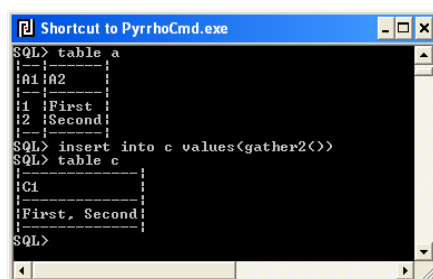 Shortcut to PyrrhoCmd.exe
SQL> table a
|--|------|
|A1|A2    |
|--|------|
|1 |First |
|2 |Second|
|--|------|
SQL> insert into c values(gather2())
SQL> table c
|-------------|
|C1           |
|-------------|
|First, Second|
|-------------|
SQL>